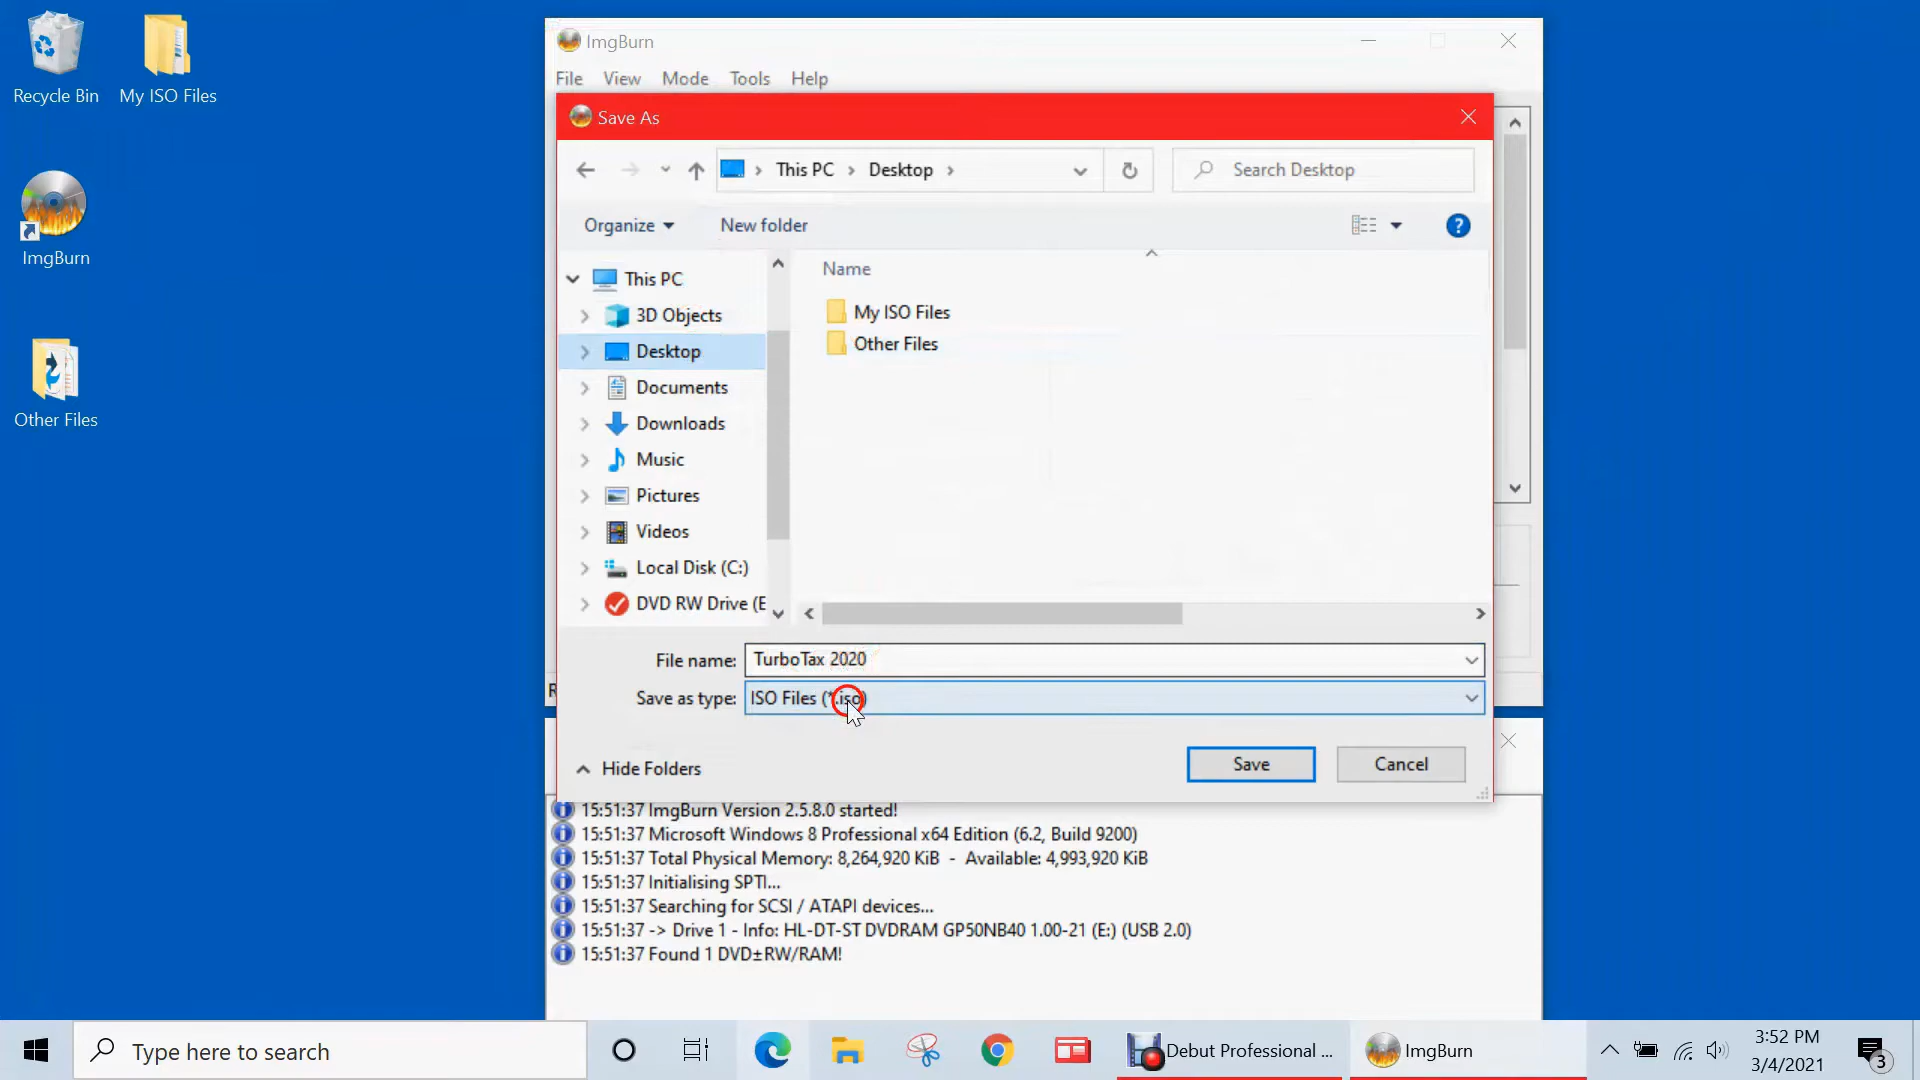 Recycle Bin
My ISO Files
ImgBurn
Other Files
ImgBurn
File View Mode Tools Help
Save As
This PC Desktop
Search Desktop
Organize New folder
?
This PC
3D Objects
Desktop
Documents
Downloads
Music
Pictures
Videos
Local Disk (C:)
DVD RW Drive (E
Name
My ISO Files
Other Files
File name: TurboTax 2020
Save as type: ISO Files (*.iso)
Hide Folders
Save Cancel
15:51:37 ImgBurn Version 2.5.8.0 started!
15:51:37 Microsoft Windows 8 Professional x64 Edition (6.2, Build 9200)
15:51:37 Total Physical Memory: 8,264,920 KiB - Available: 4,993,920 KiB
15:51:37 Initialising SPTI...
15:51:37 Searching for SCSI / ATAPI devices...
15:51:37 -> Drive 1 - Info: HL-DT-ST DVDRAM GP50NB40 1.00-21 (E:) (USB 2.0)
15:51:37 Found 1 DVD±RW/RAM!
Type here to search
Debut Professional ...
ImgBurn
3:52 PM
3/4/2021
3